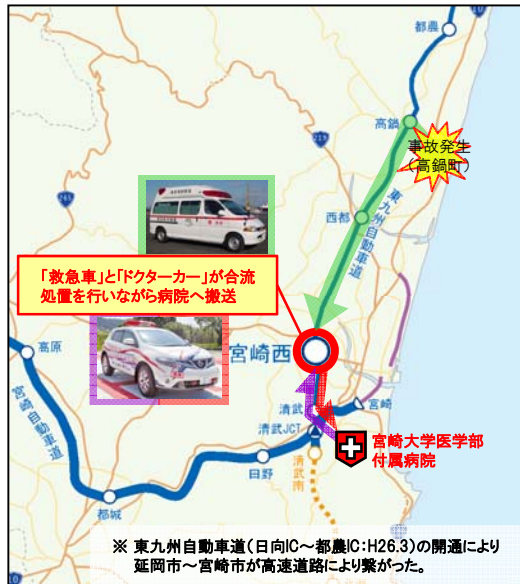 都農
高鍋
事故発生
(高鍋町)
219
265
西都
東九州自動車道
「救急車」と「ドクターカー」が合流
処置を行いながら病院へ搬送
宮崎西
高原
宮崎自動車道
清武
宮崎
清武JCT
宮崎大学医学部
付属病院
田野
清武南
都城
※ 東九州自動車道(日向IC～都農IC:H26.3)の開通により
延岡市～宮崎市が高速道路により繋がった。